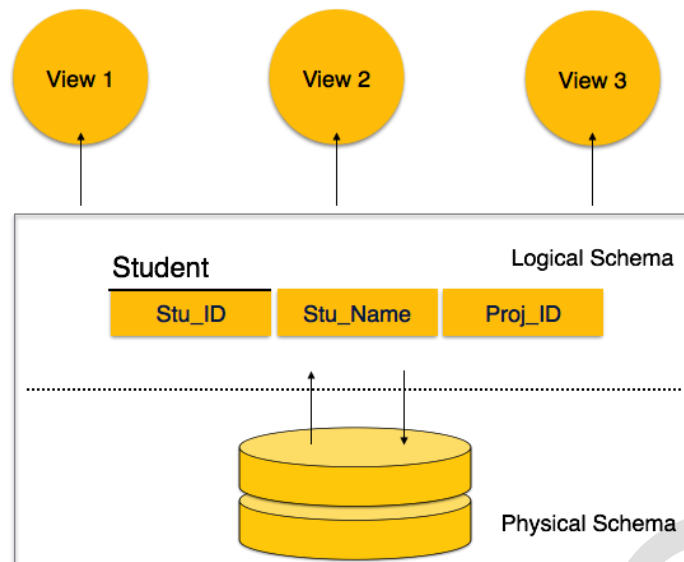 View 1
View 2
View 3
Logical Schema
Student
Stu_ID
Stu_Name
Proj_ID
Physical Schema